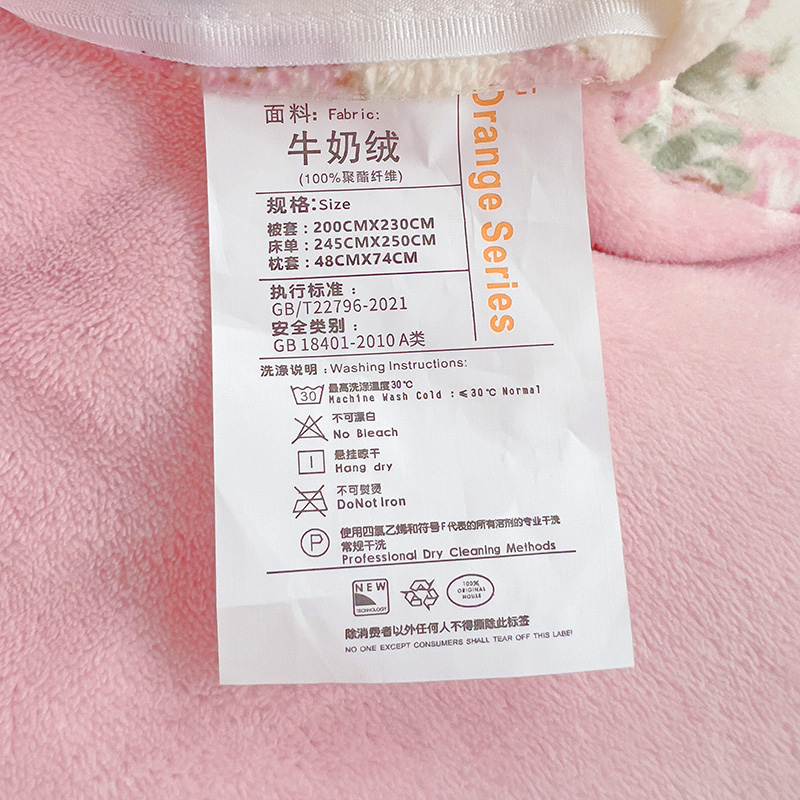 面料: Fabric:
牛奶绒
(100%聚酯纤维)
规格:Size
被套：200CMX230CM
床单：245CMX250CM
枕套：48CMX74CM
执行标准：
GB/T22796-2021
安全类别：
GB 18401-2010 A类
Orange Series
洗涤说明：Washing Instructions:
30
最高洗涤温度30℃
Machine Wash Cold：≤30℃ Normal
不可漂白
No Bleach
悬挂晾干
Hang dry
不可熨烫
DoNot Iron
P
使用四氯乙烯和符号F代表的所有溶剂的专业干洗
常规干洗
Professional Dry Cleaning Methods
NEW
TECHNOLOGY
100%
ORIGINAL
除消费者以外任何人不得撕除此标签
NO ONE EXCEPT CONSUMERS SHALL TEAR OFF THIS LABE!